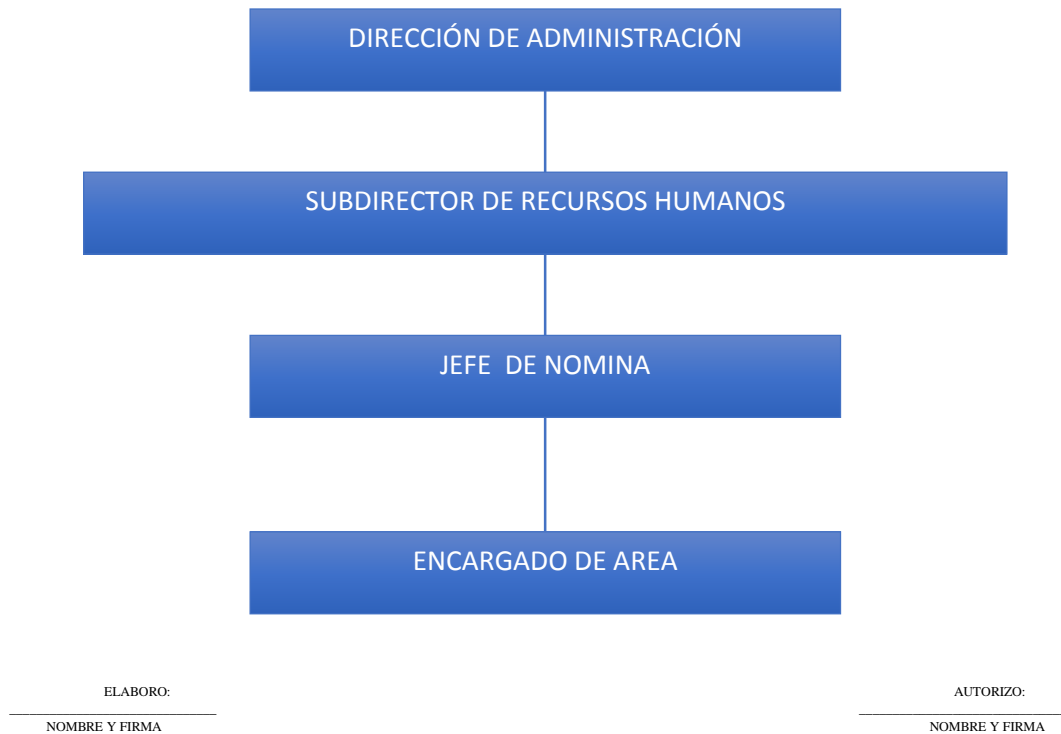 DIRECCIÓN DE ADMINISTRACIÓN
SUBDIRECTOR DE RECURSOS HUMANOS
JEFE  DE NOMINA
ENCARGADO DE AREA
ELABORO: AUTORIZO:
NOMBRE Y FIRMA NOMBRE Y FIRMA